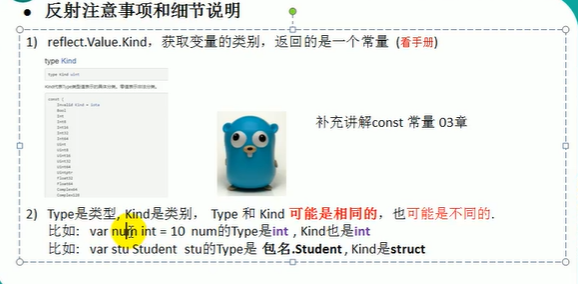 ● 反射注意事项和细节说明
1) reflect.Value.Kind，获取变量的类别，返回的是一个常量 (看手册)
type Kind
type Kind uint
const (
Invalid Kind = iota
Bool
Int
Int8
Int16
Int32
Int64
Uint
Uint8
Uint16
Uint32
Uint64
Uintptr
Float32
Float64
Complex64
Complex128
补充讲解const 常量 03章
2) Type是类型, Kind是类别， Type 和 Kind 可能是相同的，也可能是不同的.
比如: var num int = 10 num的Type是int , Kind也是int
比如: var stu Student stu的Type是 包名.Student , Kind是struct